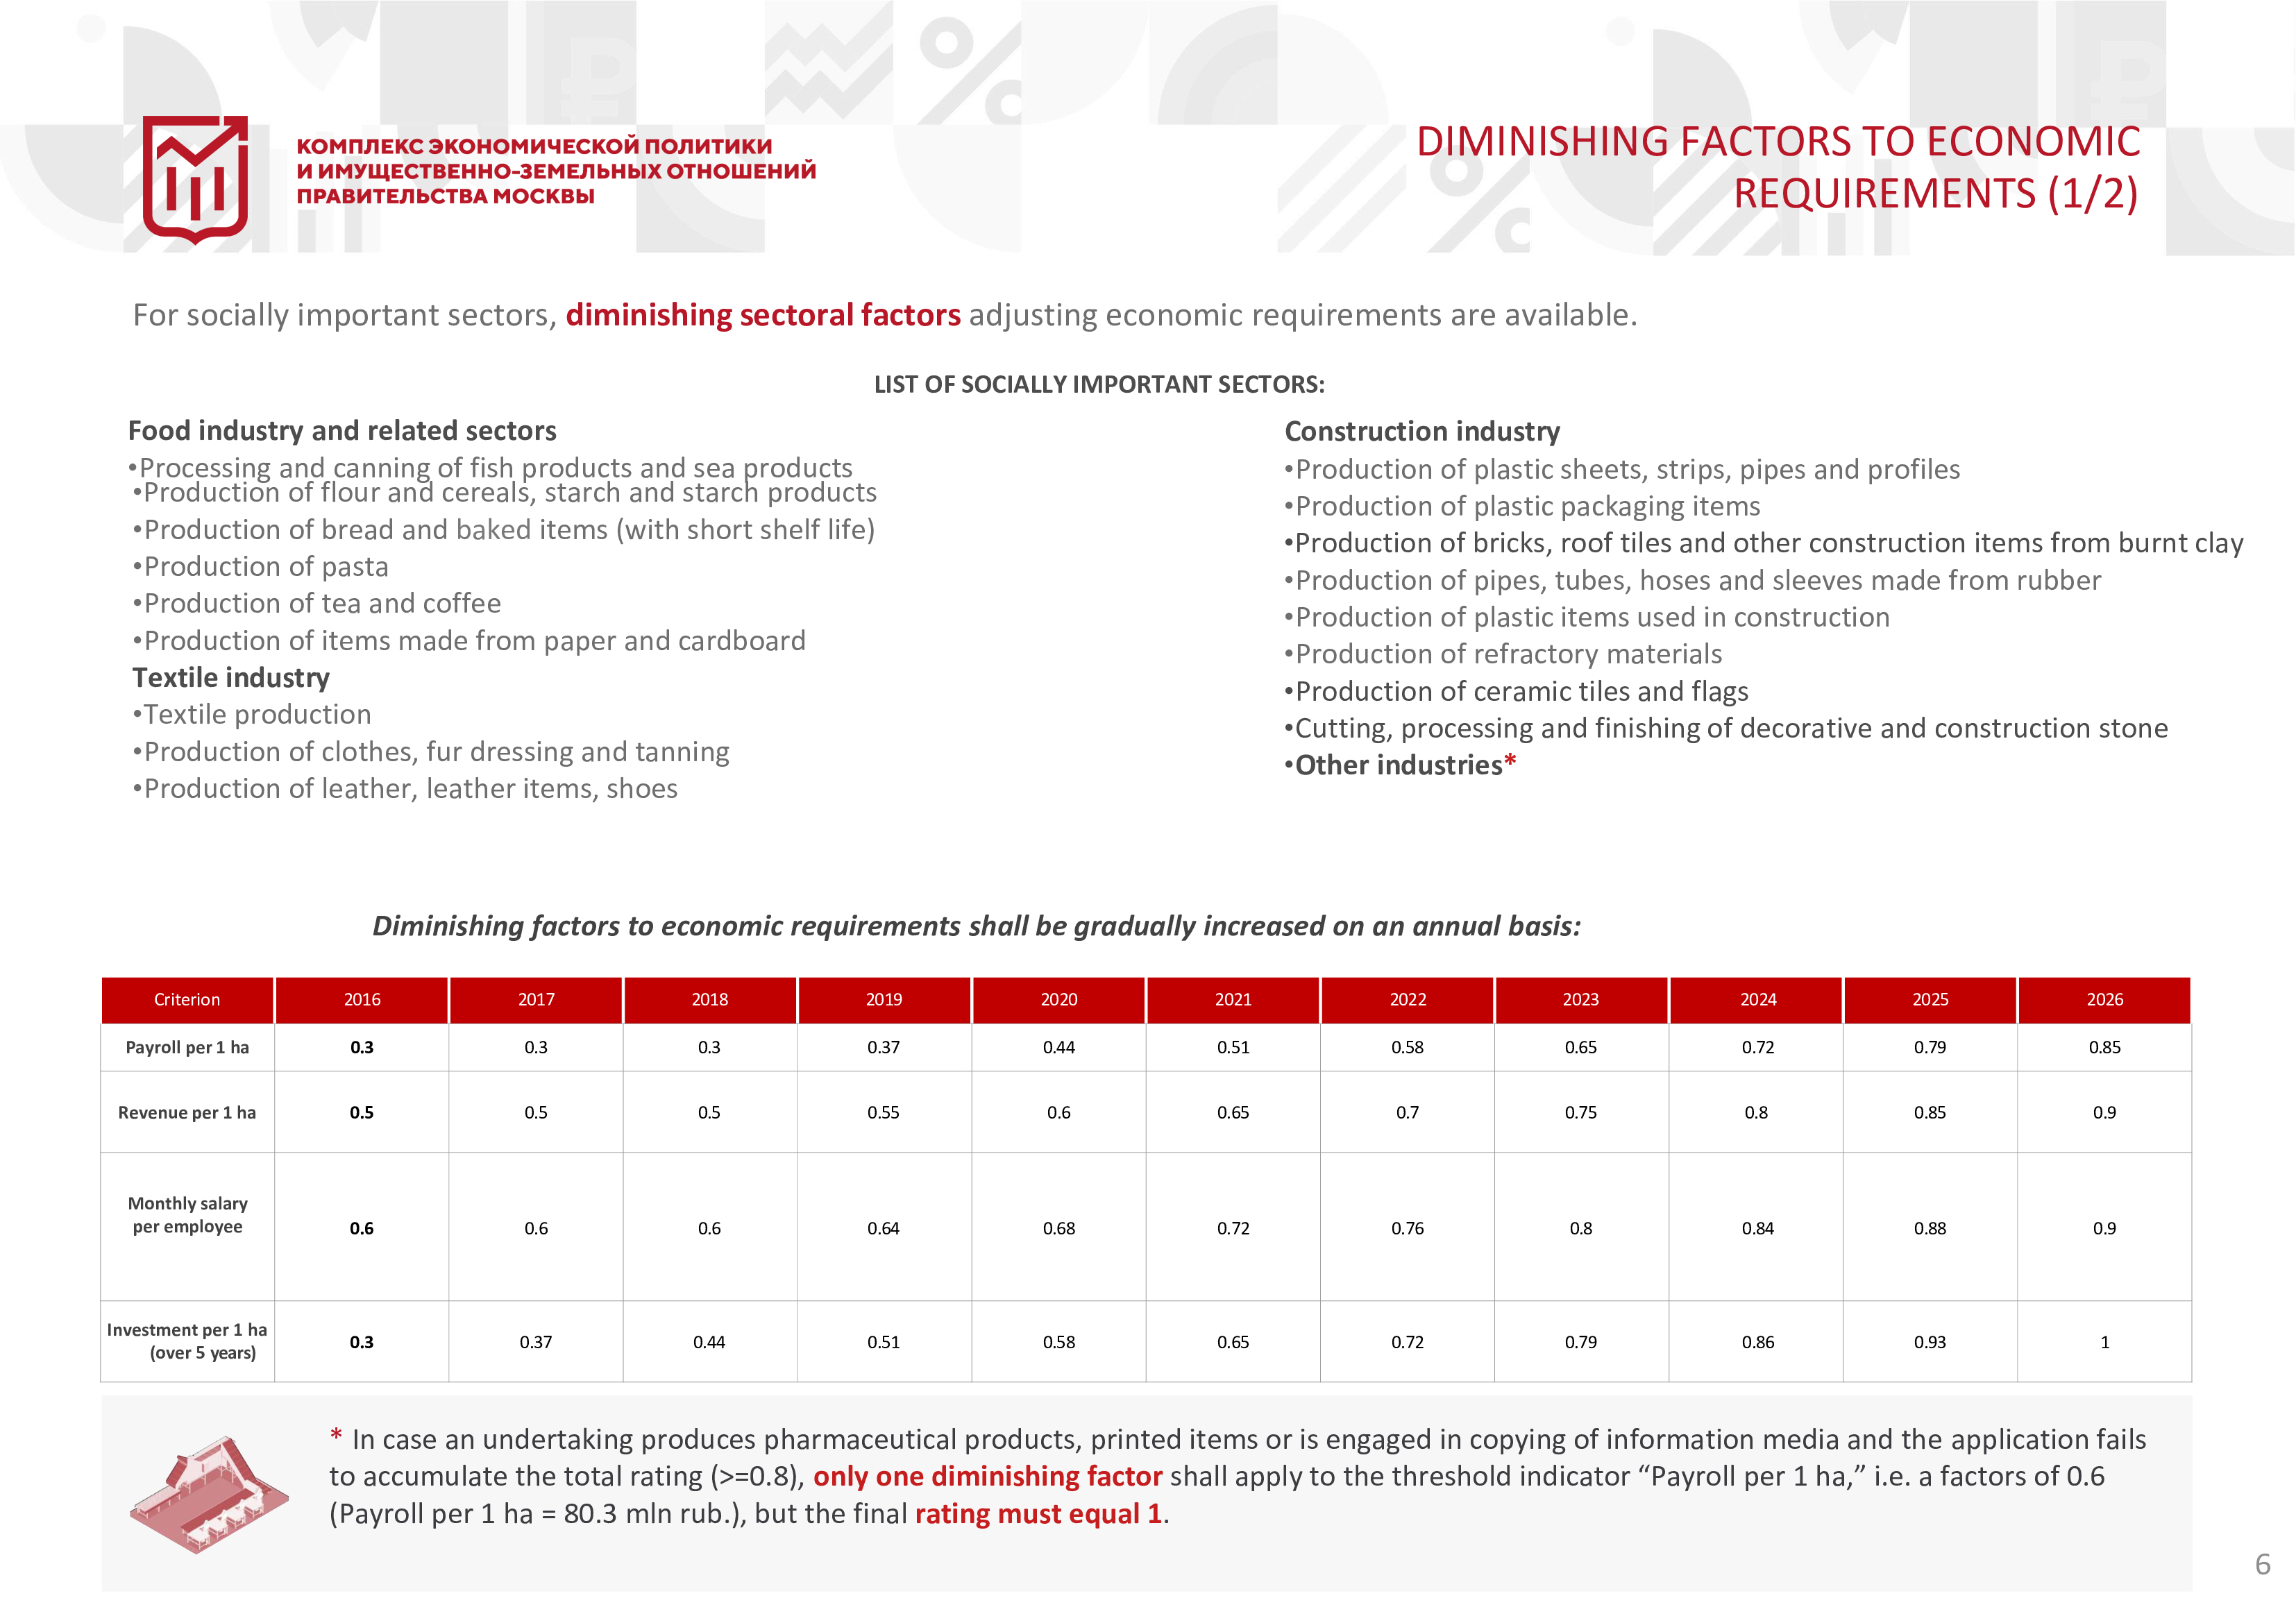 КОМПЛЕКС ЭКОНОМИЧЕСКОЙ ПОЛИТИКИ
И ИМУЩЕСТВЕННО-ЗЕМЕЛЬНЫХ ОТНОШЕНИЙ
ПРАВИТЕЛЬСТВА МОСКВЫ
DIMINISHING FACTORS TO ECONOMIC
REQUIREMENTS (1/2)
For socially important sectors, diminishing sectoral factors adjusting economic requirements are available.
LIST OF SOCIALLY IMPORTANT SECTORS:
Food industry and related sectors
•Processing and canning of fish products and sea products
•Production of flour and cereals, starch and starch products
•Production of bread and baked items (with short shelf life)
•Production of pasta
•Production of tea and coffee
•Production of items made from paper and cardboard
Textile industry
•Textile production
•Production of clothes, fur dressing and tanning
•Production of leather, leather items, shoes
Construction industry
•Production of plastic sheets, strips, pipes and profiles
•Production of plastic packaging items
•Production of bricks, roof tiles and other construction items from burnt clay
•Production of pipes, tubes, hoses and sleeves made from rubber
•Production of plastic items used in construction
•Production of refractory materials
•Production of ceramic tiles and flags
•Cutting, processing and finishing of decorative and construction stone
•Other industries*
Diminishing factors to economic requirements shall be gradually increased on an annual basis:
Criterion 2016 2017 2018 2019 2020 2021 2022 2023 2024 2025 2026
Payroll per 1 ha 0.3 0.3 0.3 0.37 0.44 0.51 0.58 0.65 0.72 0.79 0.85
Revenue per 1 ha 0.5 0.5 0.5 0.55 0.6 0.65 0.7 0.75 0.8 0.85 0.9
Monthly salary
per employee 0.6 0.6 0.6 0.64 0.68 0.72 0.76 0.8 0.84 0.88 0.9
Investment per 1 ha
(over 5 years) 0.3 0.37 0.44 0.51 0.58 0.65 0.72 0.79 0.86 0.93 1
* In case an undertaking produces pharmaceutical products, printed items or is engaged in copying of information media and the application fails
to accumulate the total rating (>=0.8), only one diminishing factor shall apply to the threshold indicator “Payroll per 1 ha,” i.e. a factors of 0.6
(Payroll per 1 ha = 80.3 mln rub.), but the final rating must equal 1.
6